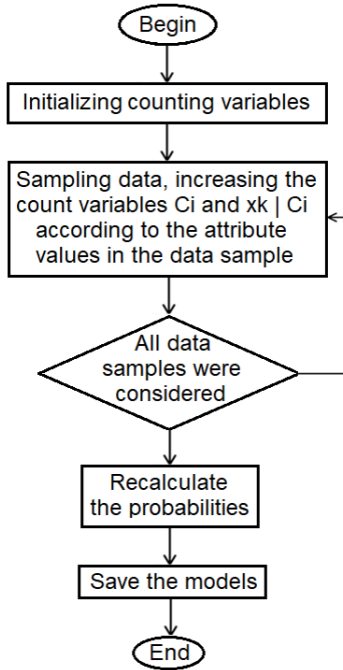 Begin
Initializing counting variables
Sampling data, increasing the
count variables Ci and xk | Ci
according to the attribute
values in the data sample
All data
samples were
considered
Recalculate
the probabilities
Save the models
End